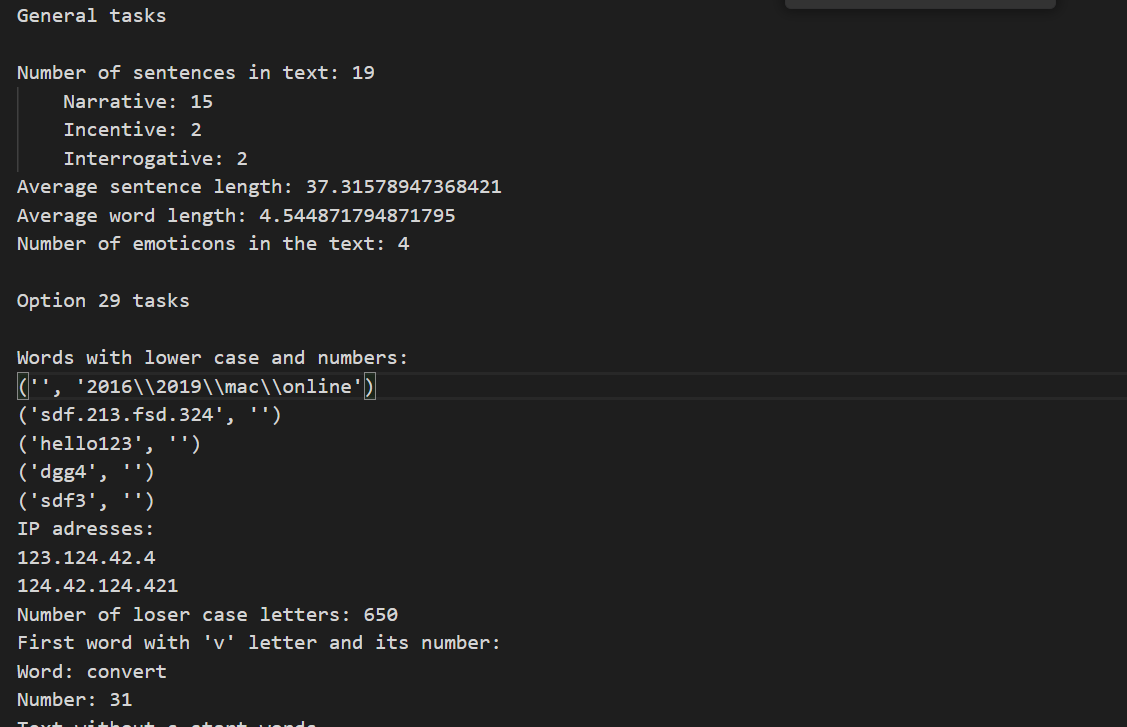 General tasks
Number of sentences in text: 19
Narrative: 15
Incentive: 2
Interrogative: 2
Average sentence length: 37.31578947368421
Average word length: 4.544871794871795
Number of emoticons in the text: 4
Option 29 tasks
Words with lower case and numbers:
('', '2016\\2019\\mac\\online')
('sdf.213.fsd.324', '')
('hello123', '')
('dgg4', '')
('sdf3', '')
IP adresses:
123.124.42.4
124.42.124.421
Number of loser case letters: 650
First word with 'v' letter and its number:
Word: convert
Number: 31
Text without s start words